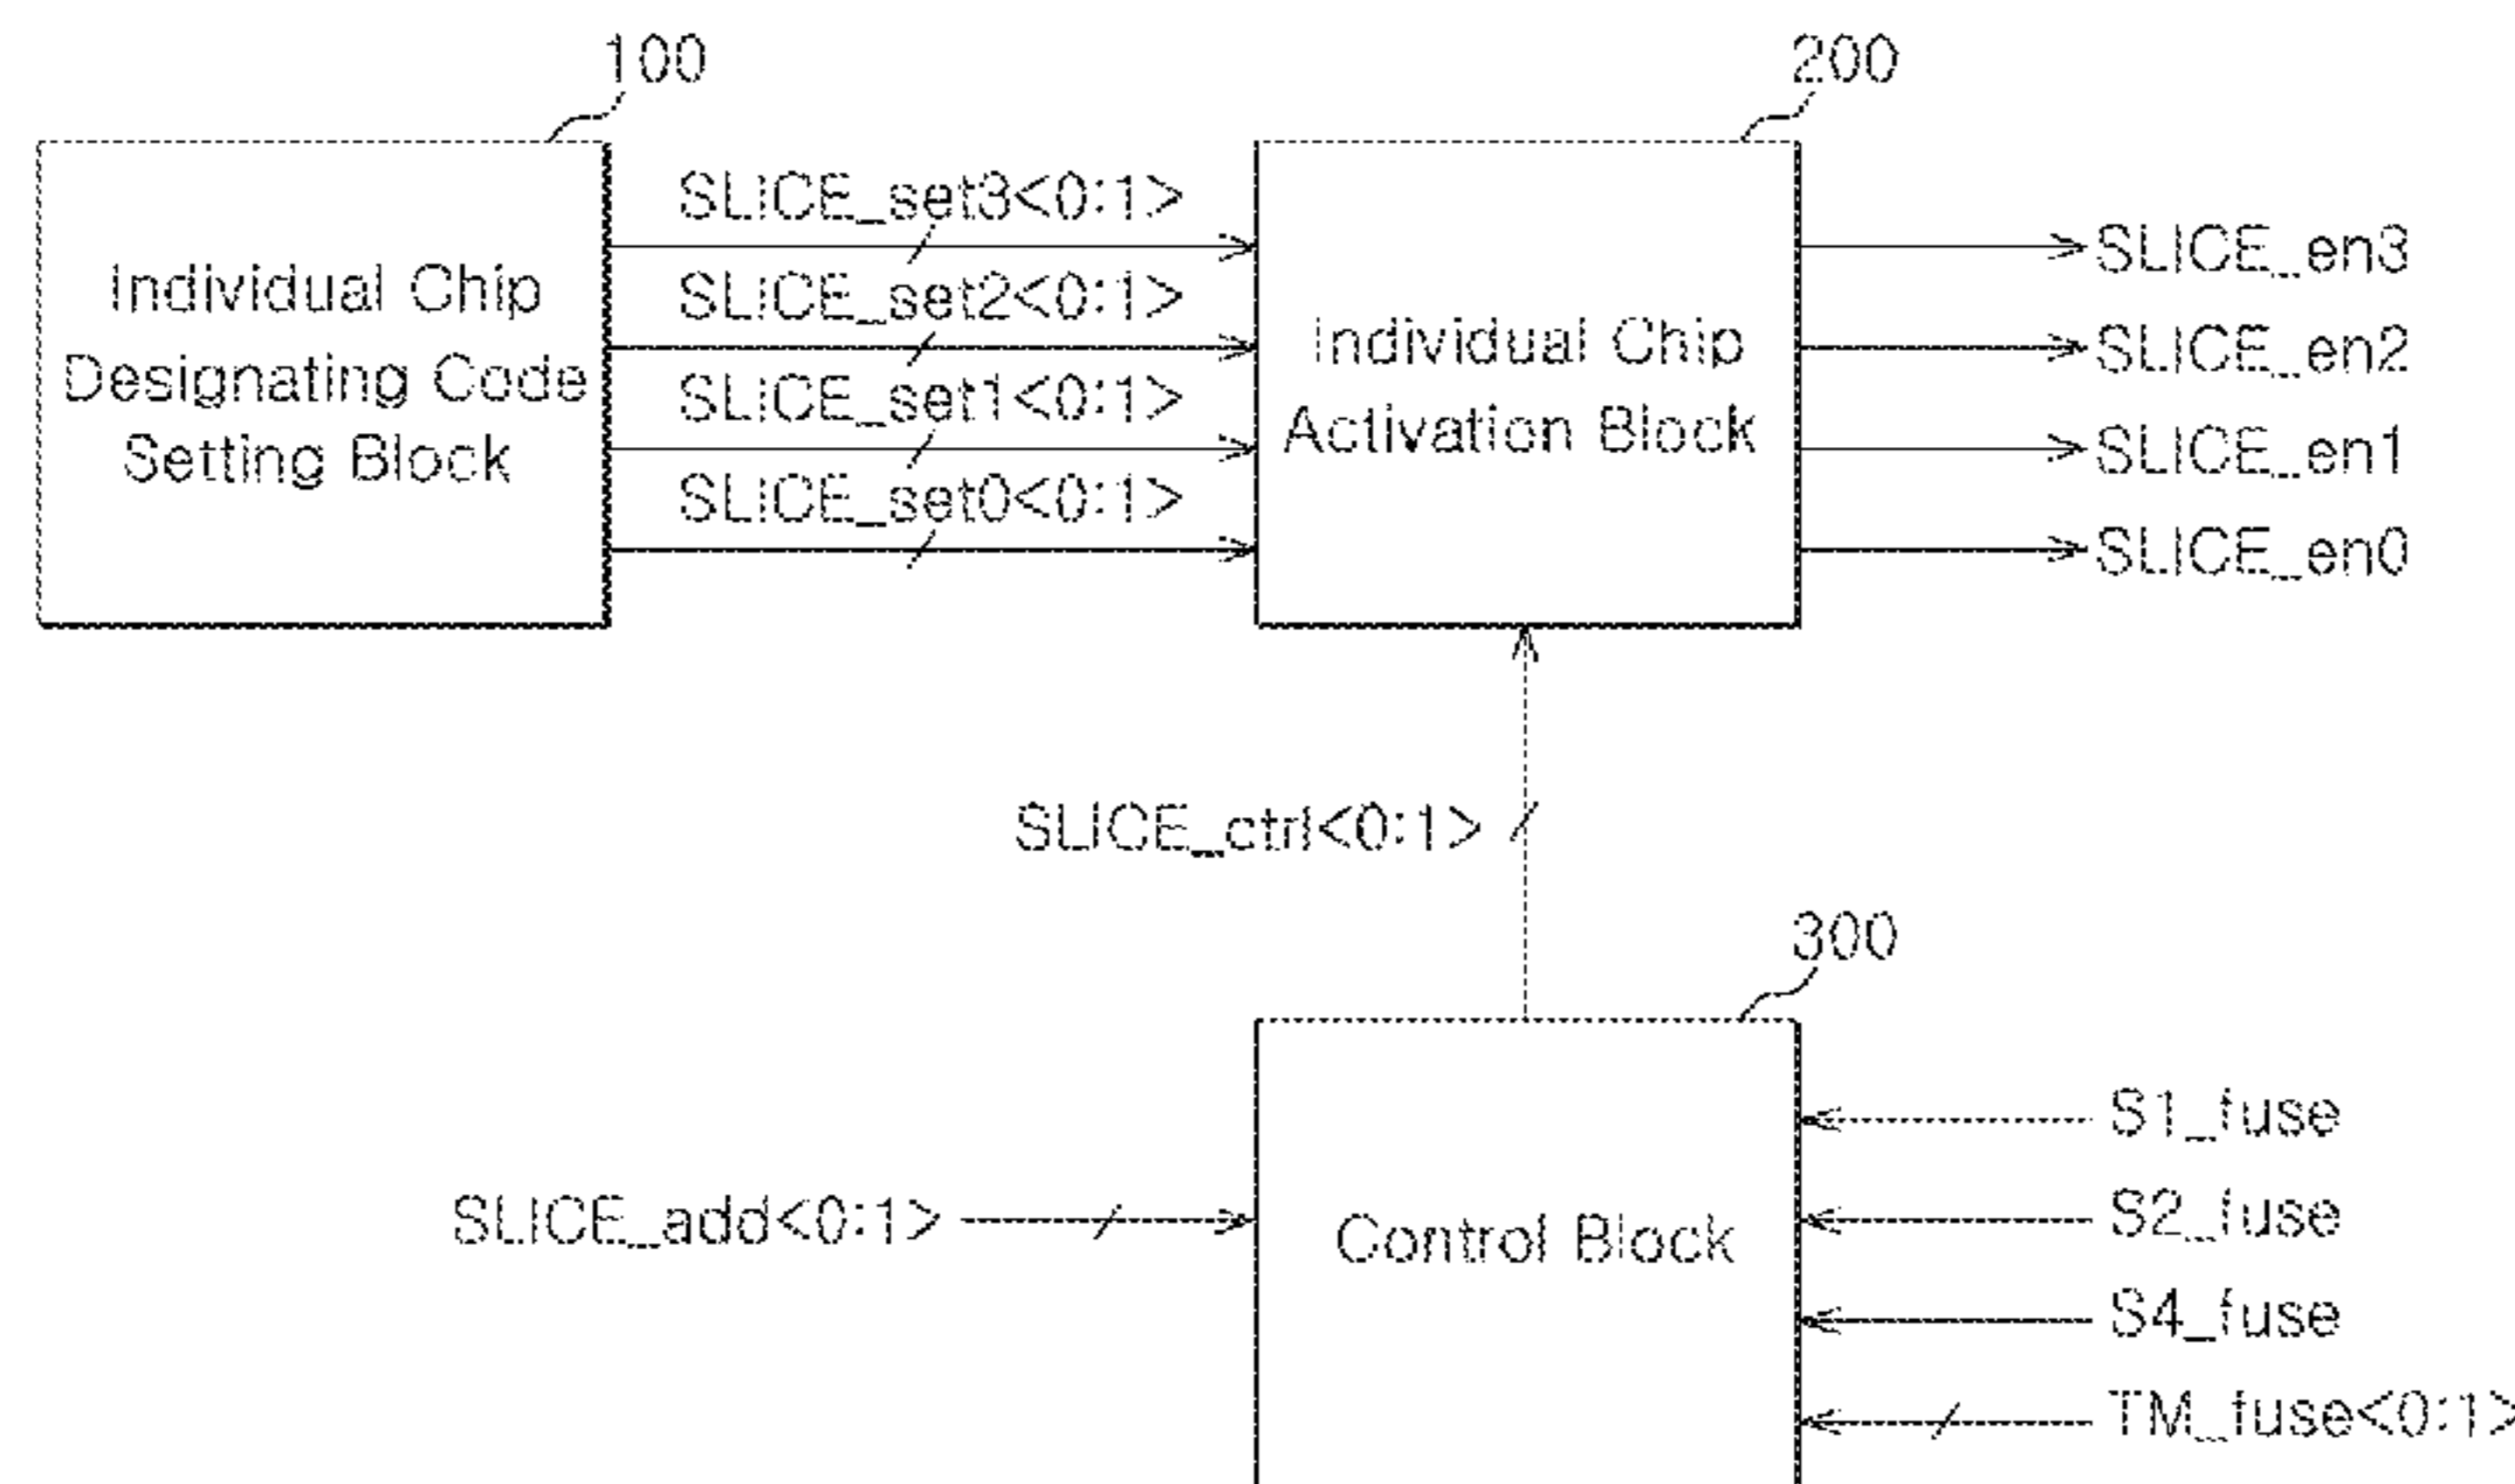 100
200
SLICE_set3<0:1>
SLICE_set2<0:1>
SLICE_set1<0:1>
SLICE_set0<0:1>
Individual Chip
Designating Code
Setting Block
Individual Chip
Activation Block
SLICE_en3
SLICE_en2
SLICE_en1
SLICE_en0
SLICE_ctrl<0:1>
300
SLICE_add<0:1>
Control Block
S1_fuse
S2_fuse
S4_fuse
TM_fuse<0:1>